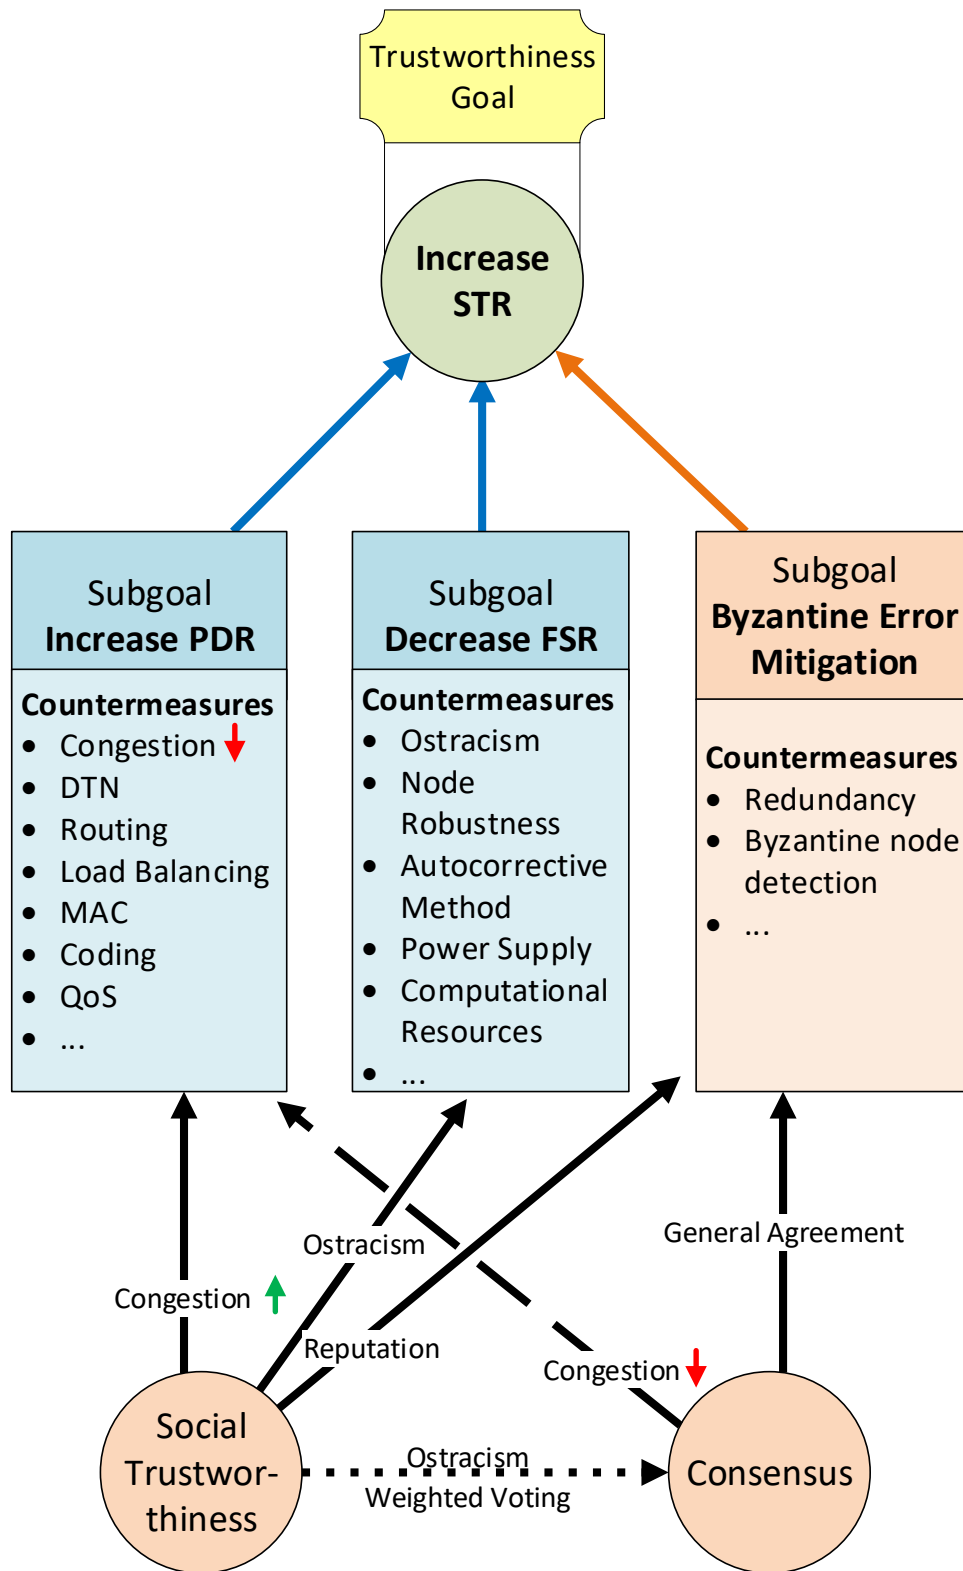 Trustworthiness
Goal
Increase
STR
Subgoal
Increase PDR
Countermeasures
• Congestion
• DTN
• Routing
• Load Balancing
• MAC
• Coding
• QoS
• ...
Subgoal
Decrease FSR
Countermeasures
• Ostracism
• Node
Robustness
• Autocorrective
Method
• Power Supply
• Computational
Resources
• ...
Subgoal
Byzantine Error
Mitigation
Countermeasures
• Redundancy
• Byzantine node
detection
• ...
Congestion
Ostracism
Reputation
Congestion
General Agreement
Social
Trustwor-
thiness
Ostracism
Weighted Voting
Consensus